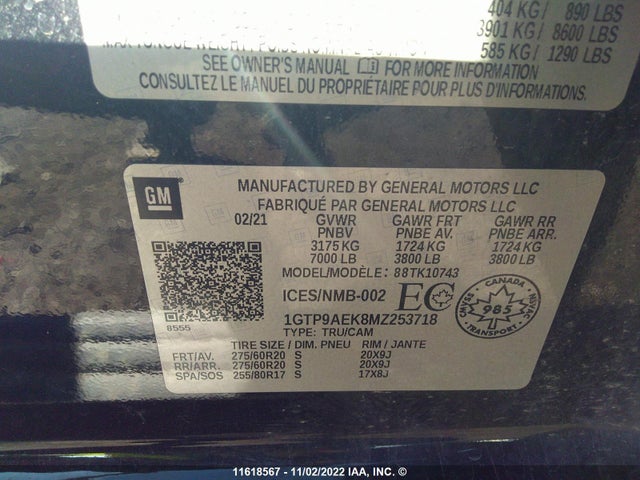 404 KG / 890 LBS
3901 KG / 8600 LBS
585 KG / 1290 LBS
SEE OWNER'S MANUAL FOR MORE INFORMATION
CONSULTEZ LE MANUEL DU PROPRIÉTAIRE POUR PLUS D'INFORMATIONS.
GM
MANUFACTURED BY GENERAL MOTORS LLC
FABRIQUÉ PAR GENERAL MOTORS LLC
02/21 GVWR GAWR FRT GAWR RR
PNBV PNBE AV. PNBE ARR.
3175 KG 1724 KG 1724 KG
7000 LB 3800 LB 3800 LB
MODEL/MODÈLE: 88TK10743
ICES/NMB-002 EC
CANADA
985
TRANSPORT
8555
1GTP9AEK8MZ253718
TYPE: TRU/CAM
TIRE SIZE / DIM. PNEU RIM / JANTE
FRT/AV. 275/60R20 S 20X9J
RR/ARR. 275/60R20 S 20X9J
SPA/SOS 255/80R17 S 17X8J
11618567 - 11/02/2022 IAA, Inc. ©